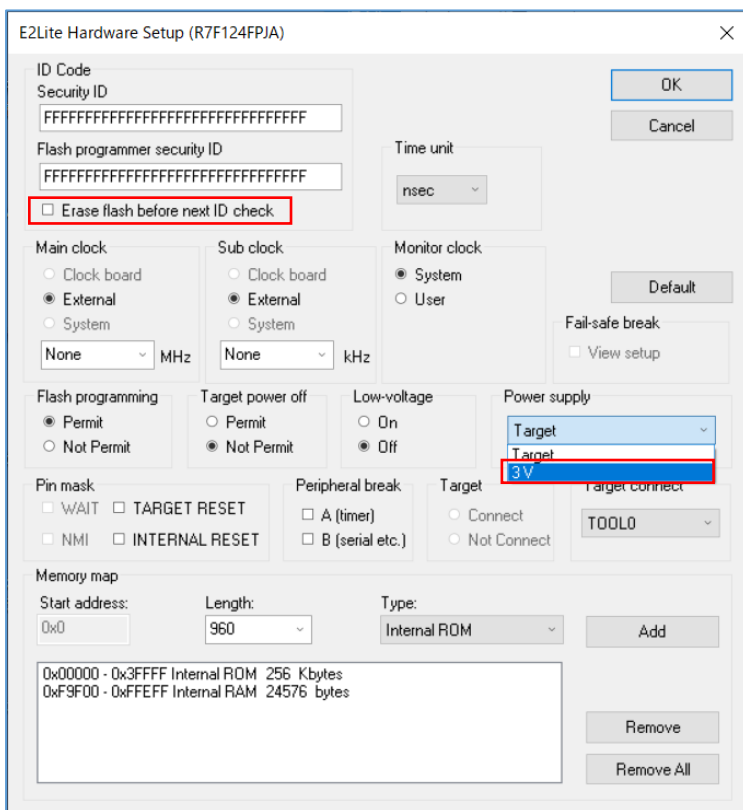 E2Lite Hardware Setup (R7F124FPJA)
ID Code
Security ID
FFFFFFFFFFFFFFFFFFFFFFFFFFFFFFFF
Flash programmer security ID
FFFFFFFFFFFFFFFFFFFFFFFFFFFFFFFF
Erase flash before next ID check
Time unit
nsec
OK
Cancel
Main clock
Clock board
External
System
None MHz
Sub clock
Clock board
External
System
None kHz
Monitor clock
System
User
Default
Fail-safe break
View setup
Flash programming
Permit
Not Permit
Target power off
Permit
Not Permit
Low-voltage
On
Off
Power supply
Target
Target
3 V
Pin mask
WAIT TARGET RESET
NMI INTERNAL RESET
Peripheral break
A (timer)
B (serial etc.)
Target
Connect
Not Connect
Target connect
TOOL0
Memory map
Start address: Length: Type:
0x0 960 Internal ROM Add
0x00000 - 0x3FFFF Internal ROM 256 Kbytes
0xF9F00 - 0xFFEFF Internal RAM 24576 bytes
Remove
Remove All